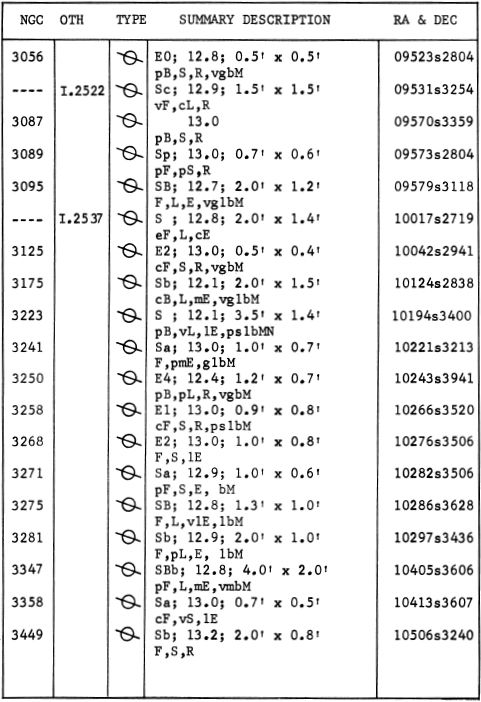 NGC OTH TYPE SUMMARY DESCRIPTION RA & DEC
3056 E0; 12.8; 0.5' x 0.5' 09523s2804
pB,S,R,vgbM
---- I.2522 Sc; 12.9; 1.5' x 1.5' 09531s3254
vF,cL,R
3087 13.0 09570s3359
pB,S,R
3089 Sp; 13.0; 0.7' x 0.6' 09573s2804
pF,pS,R
3095 SB; 12.7; 2.0' x 1.2' 09579s3118
F,L,E,vglbM
---- I.2537 S ; 12.8; 2.0' x 1.4' 10017s2719
eF,L,cE
3125 E2; 13.0; 0.5' x 0.4' 10042s2941
cF,S,R,vgbM
3175 Sb; 12.1; 2.0' x 1.5' 10124s2838
cB,L,mE,vglbM
3223 S ; 12.1; 3.5' x 1.4' 10194s3400
pB,vL,lE,pslbMN
3241 Sa; 13.0; 1.0' x 0.7' 10221s3213
F,pmE,glbM
3250 E4; 12.4; 1.2' x 0.7' 10243s3941
pB,pL,R,vgbM
3258 E1; 13.0; 0.9' x 0.8' 10266s3520
cF,S,R,pslbM
3268 E2; 13.0; 1.0' x 0.8' 10276s3506
F,S,lE
3271 Sa; 12.9; 1.0' x 0.6' 10282s3506
pF,S,E, bM
3275 SB; 12.8; 1.3' x 1.0' 10286s3628
F,L,vlE,lbM
3281 Sb; 12.9; 2.0' x 1.0' 10297s3436
F,pL,E, lbM
3347 SBb; 12.8; 4.0' x 2.0' 10405s3606
pF,L,mE,vmbM
3358 Sa; 13.0; 0.7' x 0.5' 10413s3607
cF,vS,lE
3449 Sb; 13.2; 2.0' x 0.8' 10506s3240
F,S,R